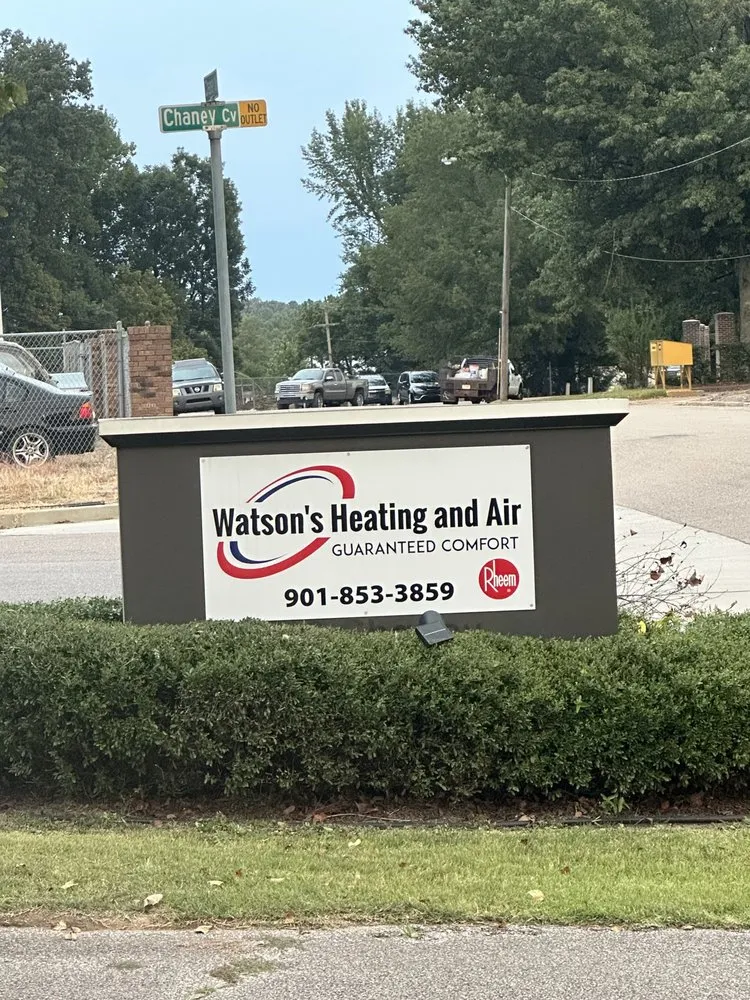 Chaney Cv
NO
OUTLET
Watson's Heating and Air
GUARANTEED COMFORT
901-853-3859
Rheem